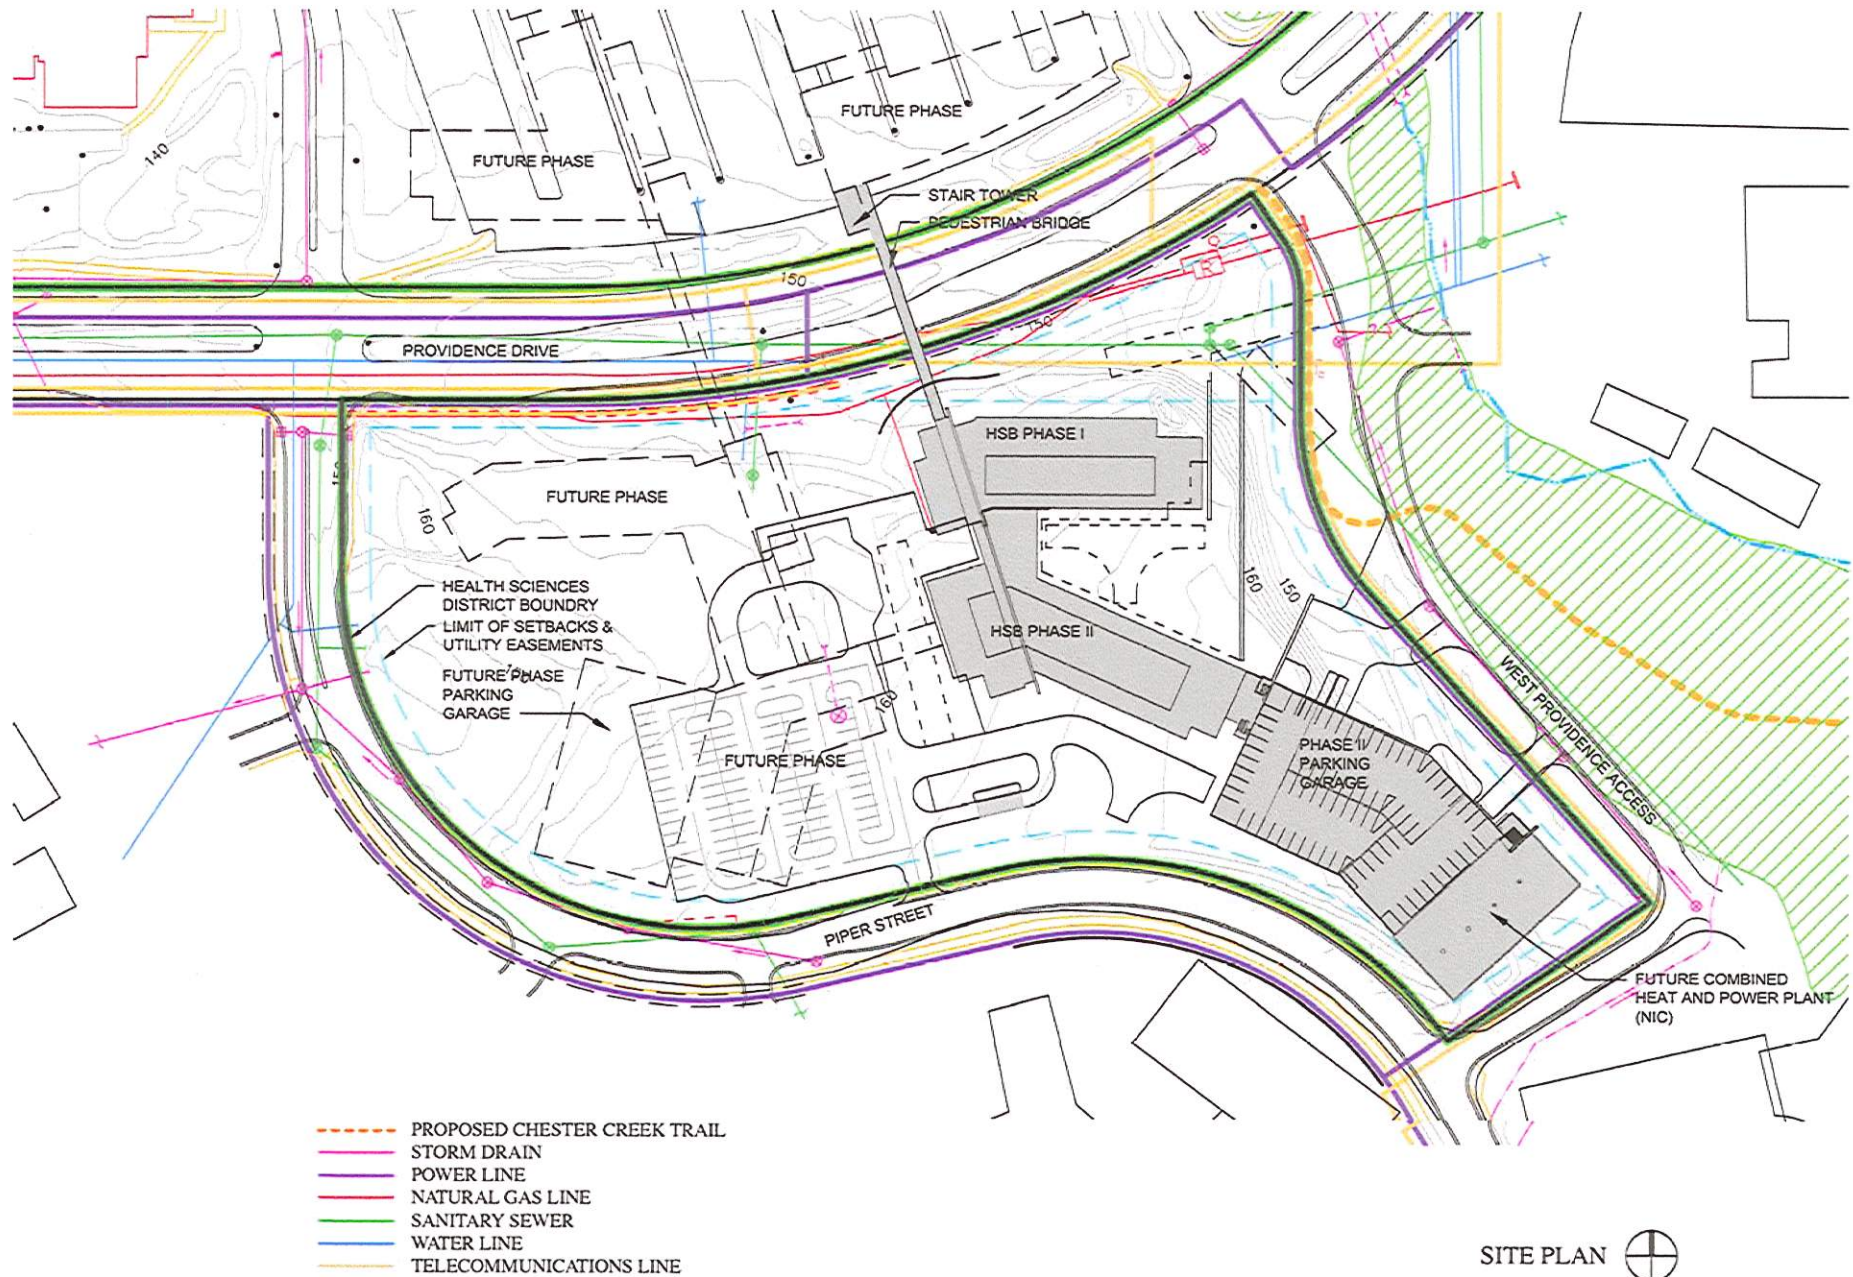 140
FUTURE PHASE
FUTURE PHASE
STAIR TOWER
PEDESTRIAN BRIDGE
150
150
PROVIDENCE DRIVE
HSB PHASE I
FUTURE PHASE
160
150
160
150
HEALTH SCIENCES
DISTRICT BOUNDRY
LIMIT OF SETBACKS &
UTILITY EASEMENTS
FUTURE PHASE
PARKING
GARAGE
HSB PHASE II
160
FUTURE PHASE
PHASE II
PARKING
GARAGE
WEST PROVIDENCE ACCESS
PIPER STREET
FUTURE COMBINED
HEAT AND POWER PLANT
(NIC)
PROPOSED CHESTER CREEK TRAIL
STORM DRAIN
POWER LINE
NATURAL GAS LINE
SANITARY SEWER
WATER LINE
TELECOMMUNICATIONS LINE
SITE PLAN